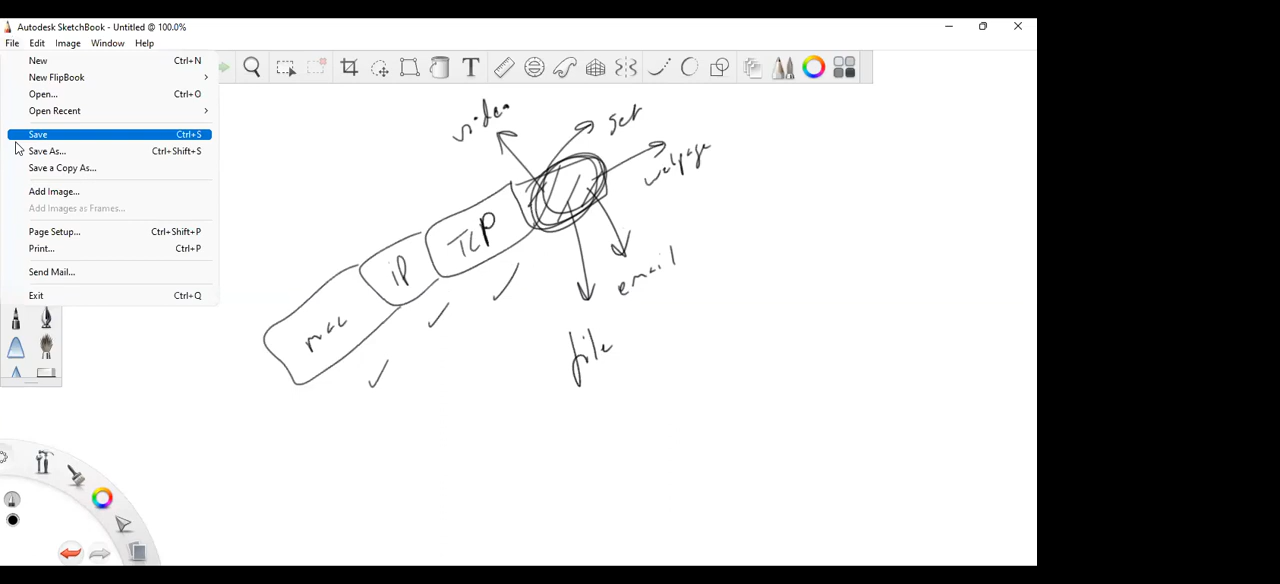 Autodesk SketchBook - Untitled @ 100.0%
File Edit Image Window Help
New Ctrl+N
New FlipBook
Open... Ctrl+O
Open Recent
Save Ctrl+S
Save As... Ctrl+Shift+S
Save a Copy As...
Add Image...
Add Images as Frames...
Page Setup... Ctrl+Shift+P
Print... Ctrl+P
Send Mail...
Exit Ctrl+Q
video
webpage
TCP
iP
mac
email
file